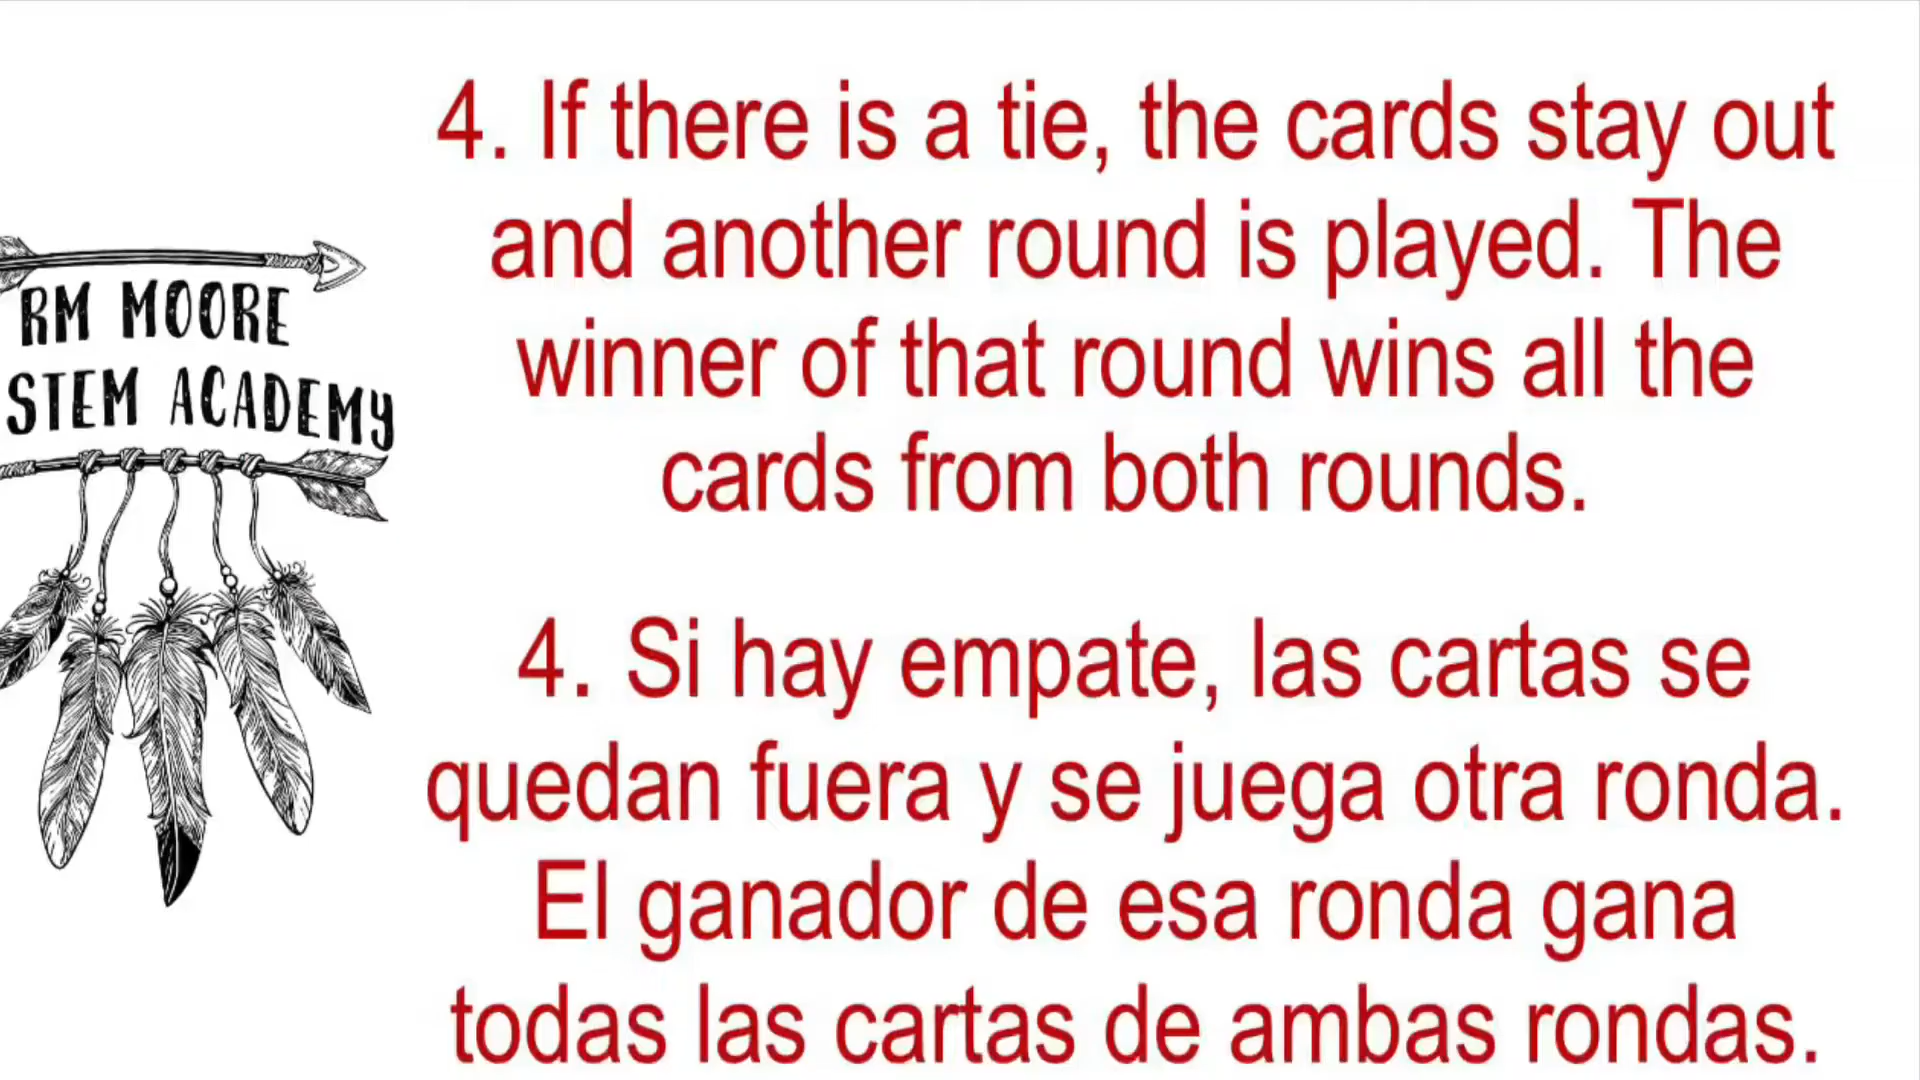 RM MOORE
STEM ACADEMY
4. If there is a tie, the cards stay out
and another round is played. The
winner of that round wins all the
cards from both rounds.
4. Si hay empate, las cartas se
quedan fuera y se juega otra ronda.
El ganador de esa ronda gana
todas las cartas de ambas rondas.